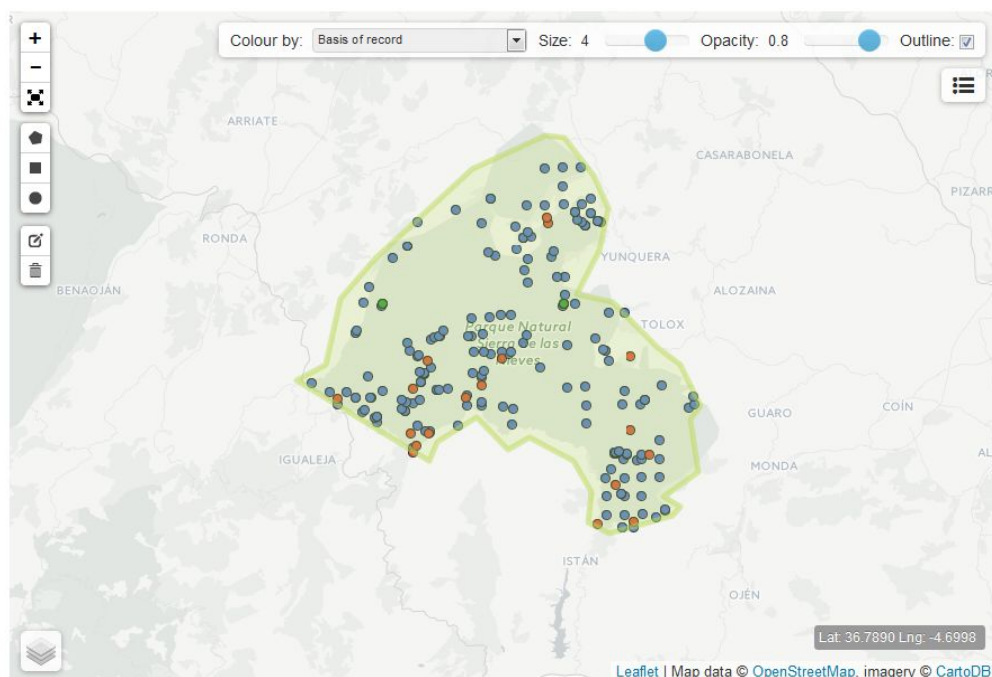 +
Colour by: Basis of record Size: 4 Opacity: 0.8 Outline:
−
ARRIATE
CASARABONELA
PIZARR
RONDA
YUNQUERA
BENAOJÁN
ALOZAINA
TOLOX
Parque Natural
Sierra de las
Nieves
GUARO
COÍN
IGUALEJA
MONDA
AL
ISTÁN
OJÉN
Lat: 36.7890 Lng: -4.6998
Leaflet | Map data © OpenStreetMap, imagery © CartoDB